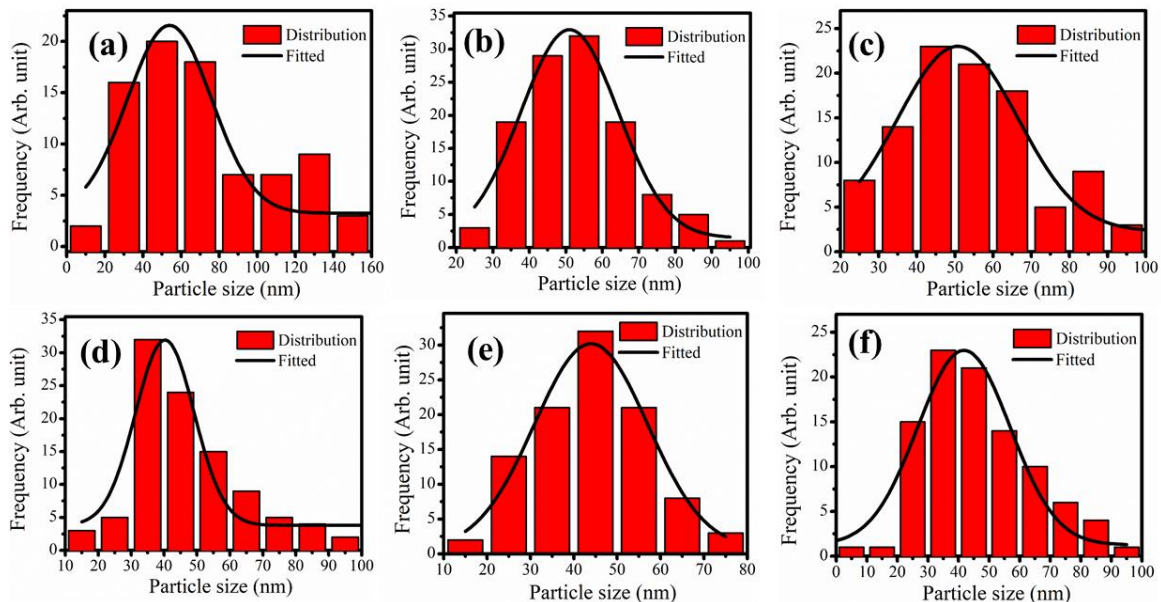 (a)
Distribution
Fitted
Frequency (Arb. unit)
20
15
10
5
0
0 20 40 60 80 100 120 140 160
Particle size (nm)
(b)
Distribution
Fitted
Frequency (Arb. unit)
35
30
25
20
15
10
5
0
20 30 40 50 60 70 80 90 100
Particle size (nm)
(c)
Distribution
Fitted
Frequency (Arb. unit)
25
20
15
10
5
0
20 30 40 50 60 70 80 90 100
Particle size (nm)
(d)
Distribution
Fitted
Frequency (Arb. unit)
35
30
25
20
15
10
5
0
10 20 30 40 50 60 70 80 90 100
Particle size (nm)
(e)
Distribution
Fitted
Frequency (Arb. unit)
30
25
20
15
10
5
0
10 20 30 40 50 60 70 80
Particle size (nm)
(f)
Distribution
Fitted
Frequency (Arb. unit)
25
20
15
10
5
0
0 10 20 30 40 50 60 70 80 90 100
Particle size (nm)